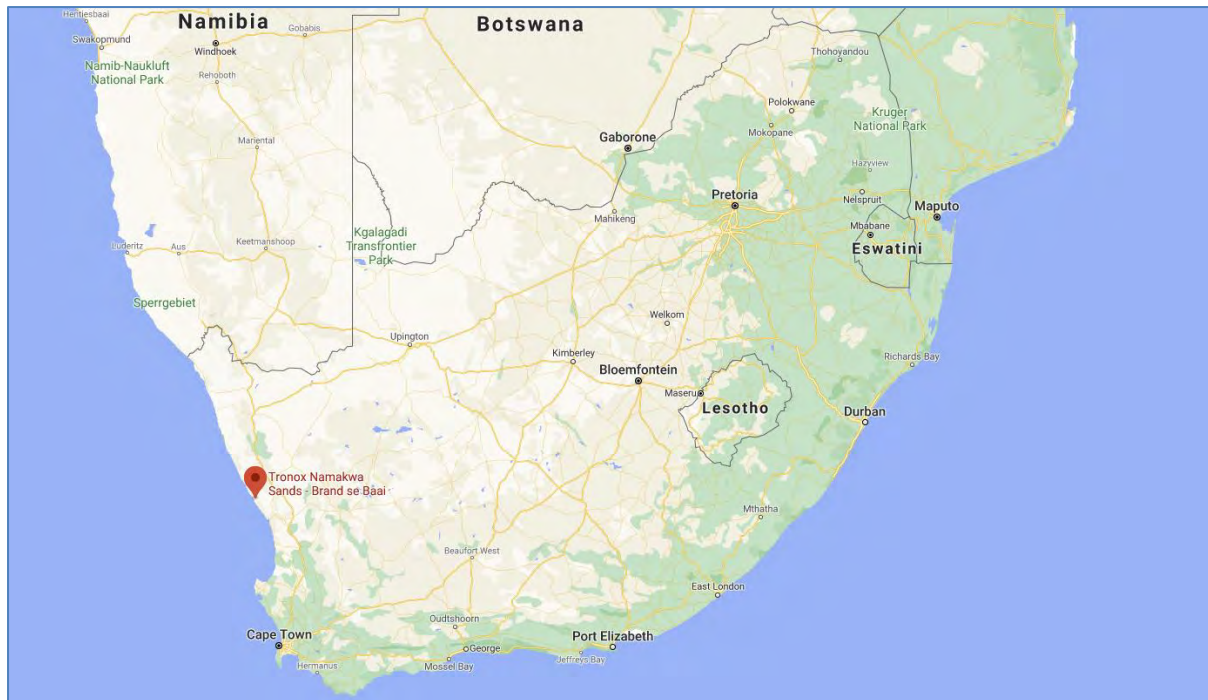 Hentiesbaai
Namibia
Gobabis
Botswana
Swakopmund
Windhoek
Thohoyandou
Namib-Naukluft
National Park
Rehoboth
Polokwane
Kruger
National Park
Mokopane
Gaborone
Mariental
Hazyview
Pretoria
Nelspruit
Maputo
Mahikeng
Mbabane
Eswatini
Kgalagadi
Transfrontier
Park
Luderitz
Aus
Keetmanshoop
Sperrgebiet
Welkom
Upington
Kimberley
Richards Bay
Bloemfontein
Maseru
Lesotho
Durban
Tronox Namakwa
Sands - Brand se Baai
Mthatha
Beaufort West
East London
Oudtshoorn
Cape Town
George
Port Elizabeth
Hermanus
Mossel Bay
Jeffreys Bay